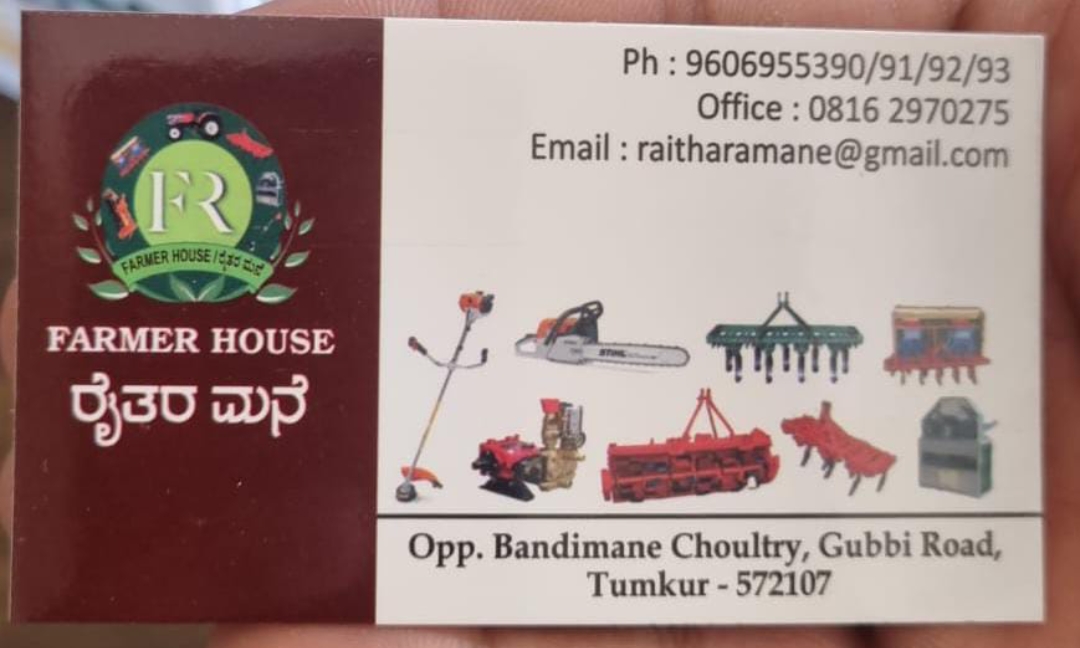 FR
FARMER HOUSE / ರೈತರ ಮನೆ
FARMER HOUSE
ರೈತರ ಮನೆ
Ph : 9606955390/91/92/93
Office : 0816 2970275
Email : raitharamane@gmail.com
STIHL
Opp. Bandimane Choultry, Gubbi Road,
Tumkur - 572107